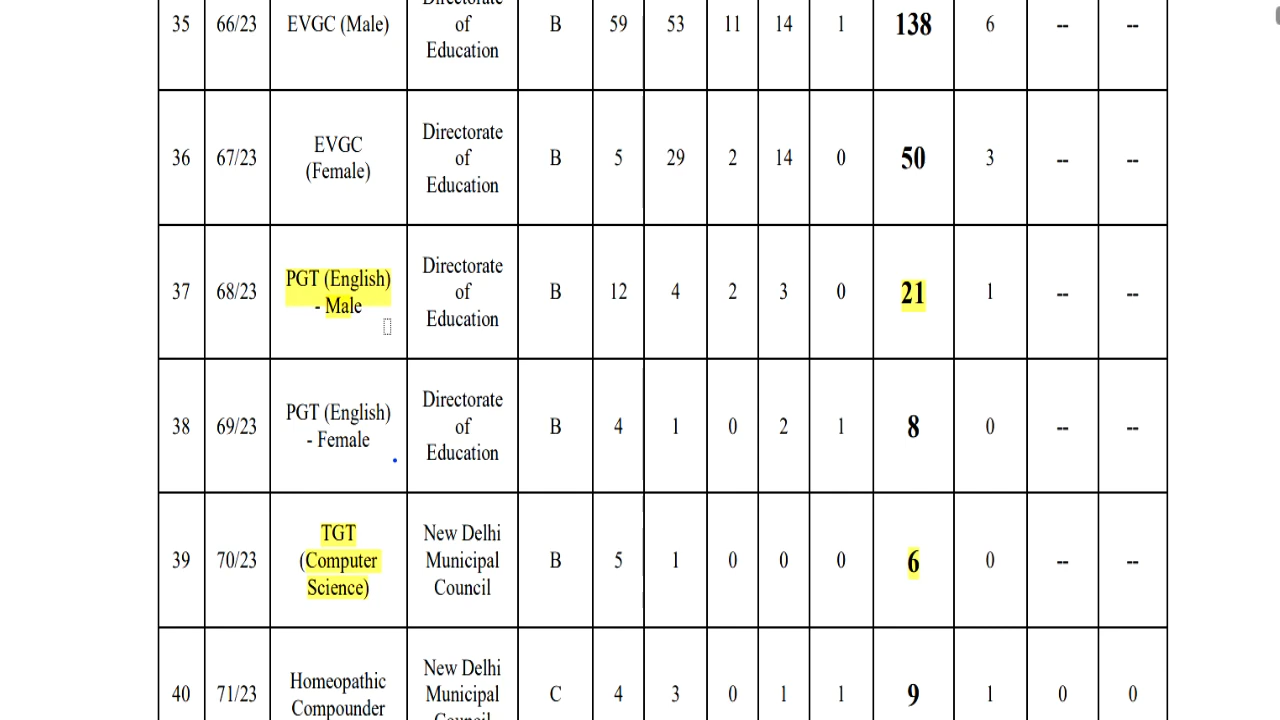 35 66/23 EVGC (Male) Directorate of Education B 59 53 11 14 1 138 6 -- --
36 67/23 EVGC (Female) Directorate of Education B 5 29 2 14 0 50 3 -- --
37 68/23 PGT (English) - Male Directorate of Education B 12 4 2 3 0 21 1 -- --
38 69/23 PGT (English) - Female Directorate of Education B 4 1 0 2 1 8 0 -- --
39 70/23 TGT (Computer Science) New Delhi Municipal Council B 5 1 0 0 0 6 0 -- --
40 71/23 Homeopathic Compounder New Delhi Municipal Council C 4 3 0 1 1 9 1 0 0